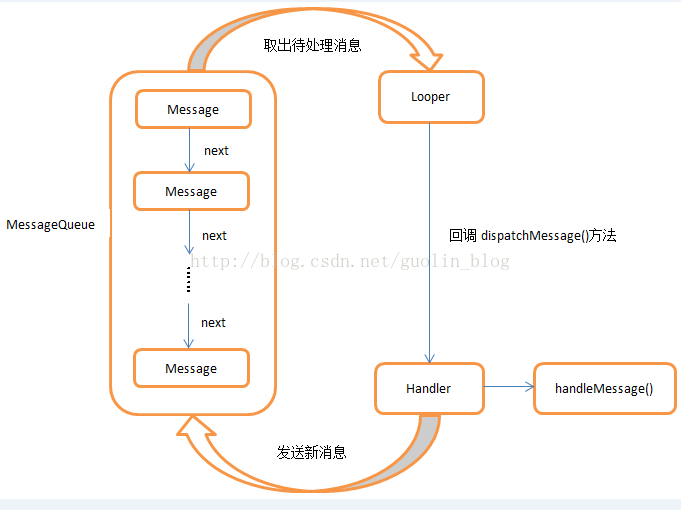 取出待处理消息
Message
Looper
next
Message
MessageQueue
next
回调 dispatchMessage()方法
http://blog.csdn.net/guolin_blog
next
Message
Handler
handleMessage()
发送新消息